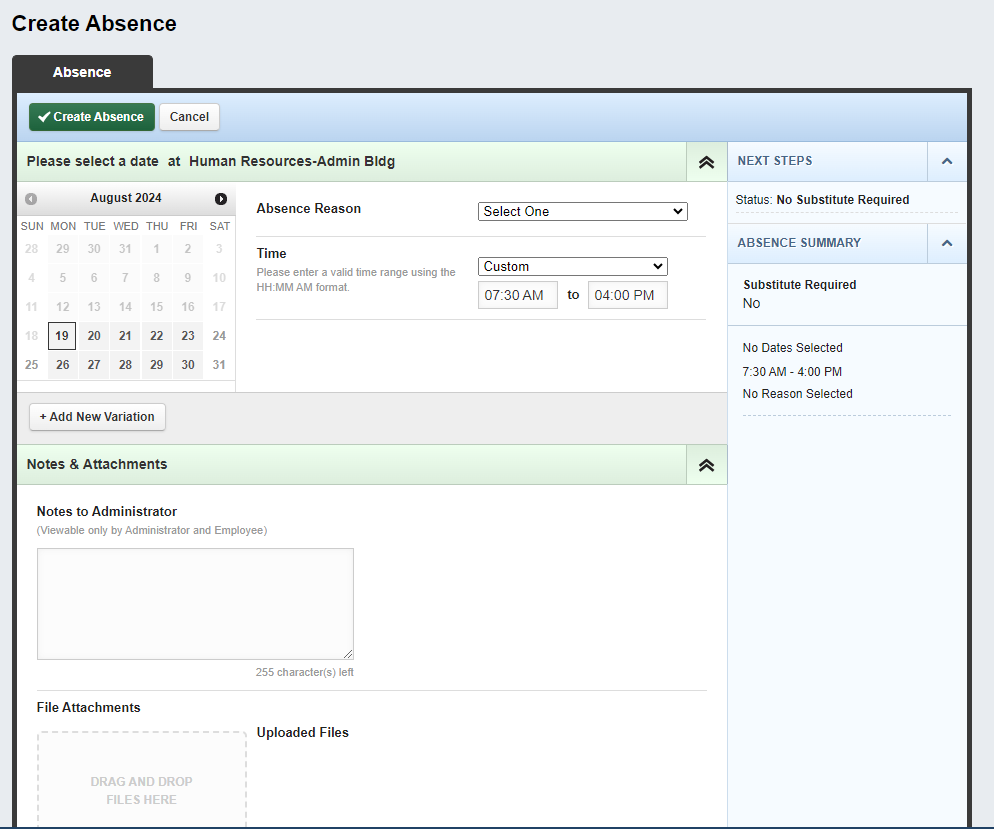 Create Absence
Absence
Create Absence Cancel
Please select a date at Human Resources-Admin Bldg
August 2024
SUN MON TUE WED THU FRI SAT
28 29 30 31 1 2 3
4 5 6 7 8 9 10
11 12 13 14 15 16 17
18 19 20 21 22 23 24
25 26 27 28 29 30 31
Absence Reason
Select One
Time
Please enter a valid time range using the
HH:MM AM format.
Custom
07:30 AM to 04:00 PM
+ Add New Variation
Notes & Attachments
Notes to Administrator
(Viewable only by Administrator and Employee)
255 character(s) left
File Attachments
Uploaded Files
DRAG AND DROP
FILES HERE
NEXT STEPS
Status: No Substitute Required
ABSENCE SUMMARY
Substitute Required
No
No Dates Selected
7:30 AM - 4:00 PM
No Reason Selected